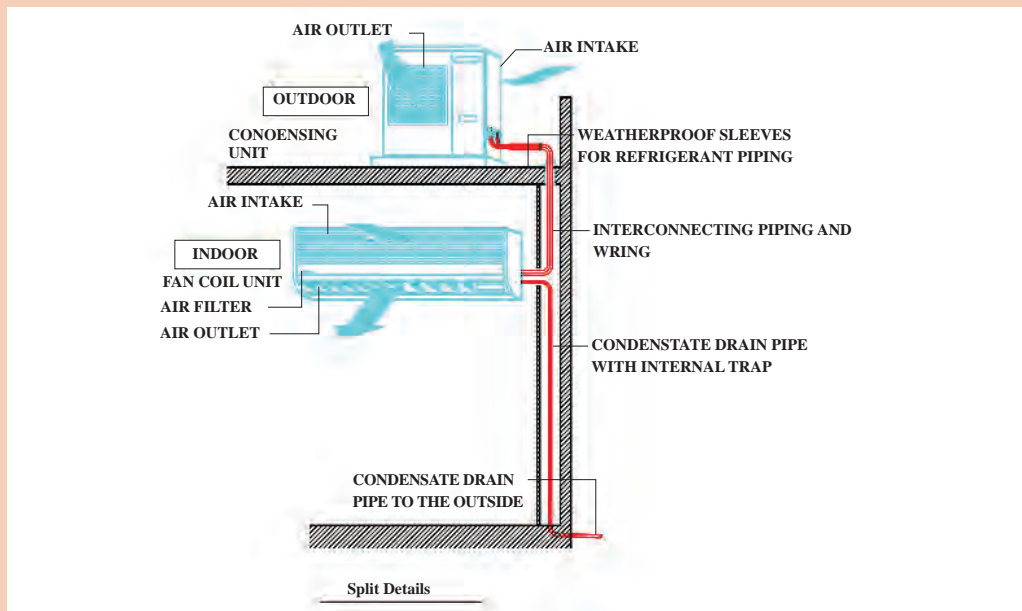 AIR OUTLET
AIR INTAKE
OUTDOOR
CONOENSING
UNIT
WEATHERPROOF SLEEVES
FOR REFRIGERANT PIPING
AIR INTAKE
INTERCONNECTING PIPING AND
WRING
INDOOR
FAN COIL UNIT
AIR FILTER
AIR OUTLET
CONDENSTATE DRAIN PIPE
WITH INTERNAL TRAP
CONDENSATE DRAIN
PIPE TO THE OUTSIDE
Split Details